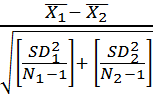 X̅₁ − X̅₂
√[SD₁²/N₁−1] + [SD₂²/N₂−1]